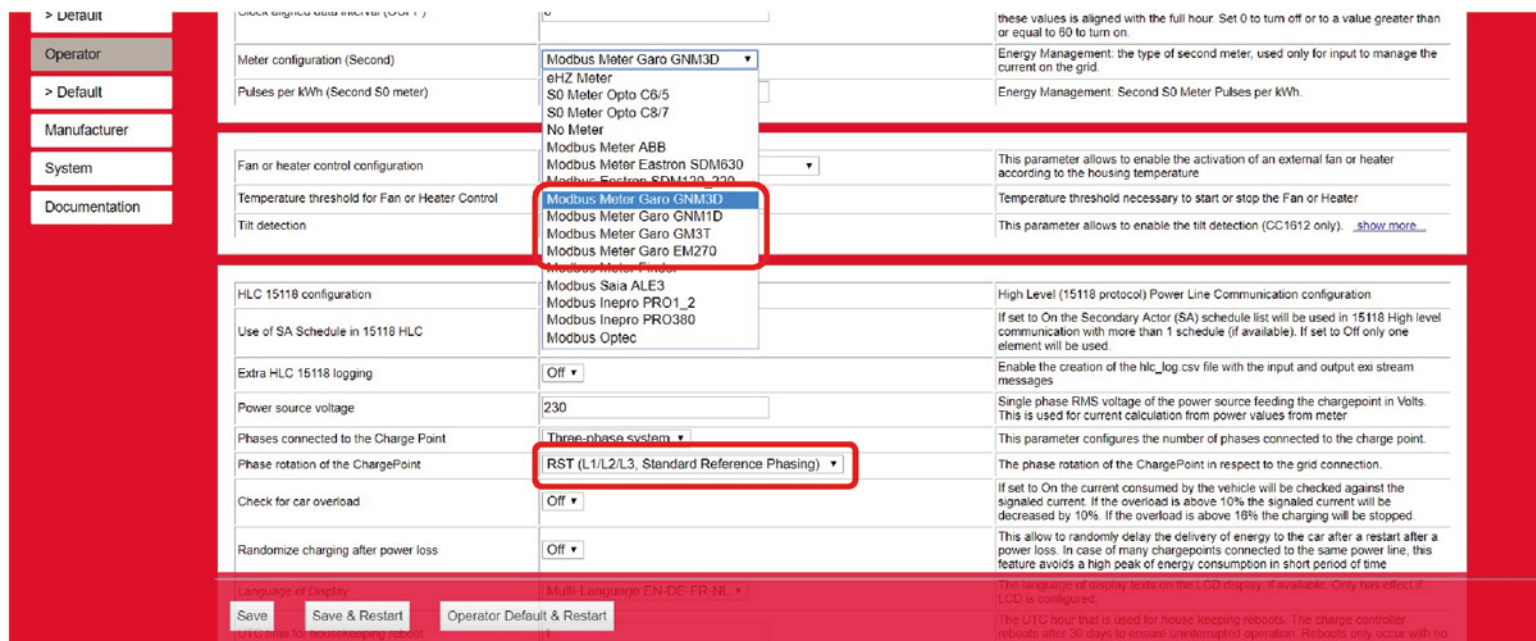 > Default
Operator
> Default
Manufacturer
System
Documentation
these values is aligned with the full hour. Set 0 to turn off or to a value greater than
or equal to 60 to turn on.
Meter configuration (Second)
Modbus Meter Garo GNM3D
Energy Management: the type of second meter, used only for input to manage the
current on the grid.
eHZ Meter
S0 Meter Opto C6/5
S0 Meter Opto C8/7
No Meter
Modbus Meter ABB
Modbus Meter Eastron SDM630
Modbus Eastron SDM120_220
Modbus Meter Garo GNM3D
Modbus Meter Garo GNM1D
Modbus Meter Garo GM3T
Modbus Meter Garo EM270
Modbus Meter Finder
Modbus Saia ALE3
Modbus Inepro PRO1_2
Modbus Inepro PRO380
Modbus Optec
Pulses per kWh (Second S0 meter)
Energy Management: Second S0 Meter Pulses per kWh.
Fan or heater control configuration
This parameter allows to enable the activation of an external fan or heater
according to the housing temperature
Temperature threshold for Fan or Heater Control
Temperature threshold necessary to start or stop the Fan or Heater
Tilt detection
This parameter allows to enable the tilt detection (CC1612 only). show more...
HLC 15118 configuration
High Level (15118 protocol) Power Line Communication configuration
Use of SA Schedule in 15118 HLC
If set to On the Secondary Actor (SA) schedule list will be used in 15118 High level
communication with more than 1 schedule (if available). If set to Off only one
element will be used.
Extra HLC 15118 logging
Off
Enable the creation of the hlc_log.csv file with the input and output exi stream
messages
Power source voltage
230
Single phase RMS voltage of the power source feeding the chargepoint in Volts.
This is used for current calculation from power values from meter
Phases connected to the Charge Point
Three-phase system
This parameter configures the number of phases connected to the charge point.
Phase rotation of the ChargePoint
RST (L1/L2/L3, Standard Reference Phasing)
The phase rotation of the ChargePoint in respect to the grid connection.
Check for car overload
Off
If set to On the current consumed by the vehicle will be checked against the
signaled current. If the overload is above 10% the signaled current will be
decreased by 10%. If the overload is above 16% the charging will be stopped.
Randomize charging after power loss
Off
This allow to randomly delay the delivery of energy to the car after a restart after a
power loss. In case of many chargepoints connected to the same power line, this
feature avoids a high peak of energy consumption in short period of time
Language of Display
Multi-Language EN-DE-FR-NL
The language of display texts on the LCD display, if available. Only has effect if
LCD is configured.
Save
Save & Restart
Operator Default & Restart
UTC time for housekeeping reboot
1
The UTC hour that is used for house keeping reboots. The charge controller
reboots after 30 days to ensure uninterrupted operation. Reboots only occur with no